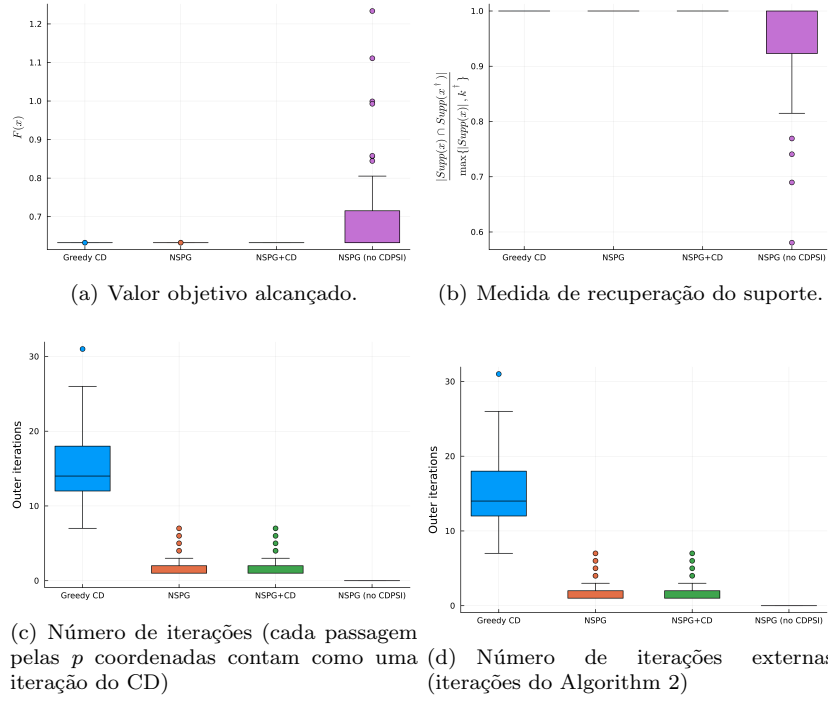 1.2
1.1
1.0
0.9
0.8
0.7
F(x)
Greedy CD
NSPG
NSPG+CD
NSPG (no CDPSI)
(a) Valor objetivo alcançado.
1.0
0.9
0.8
0.7
0.6
|Supp(x) ∩ Supp(x†)|
max{|Supp(x)|, k†}
Greedy CD
NSPG
NSPG+CD
NSPG (no CDPSI)
(b) Medida de recuperação do suporte.
30
20
10
0
Outer iterations
Greedy CD
NSPG
NSPG+CD
NSPG (no CDPSI)
(c) Número de iterações (cada passagem
pelas p coordenadas contam como uma
iteração do CD)
30
20
10
0
Outer iterations
Greedy CD
NSPG
NSPG+CD
NSPG (no CDPSI)
(d) Número de iterações externas
(iterações do Algorithm 2)